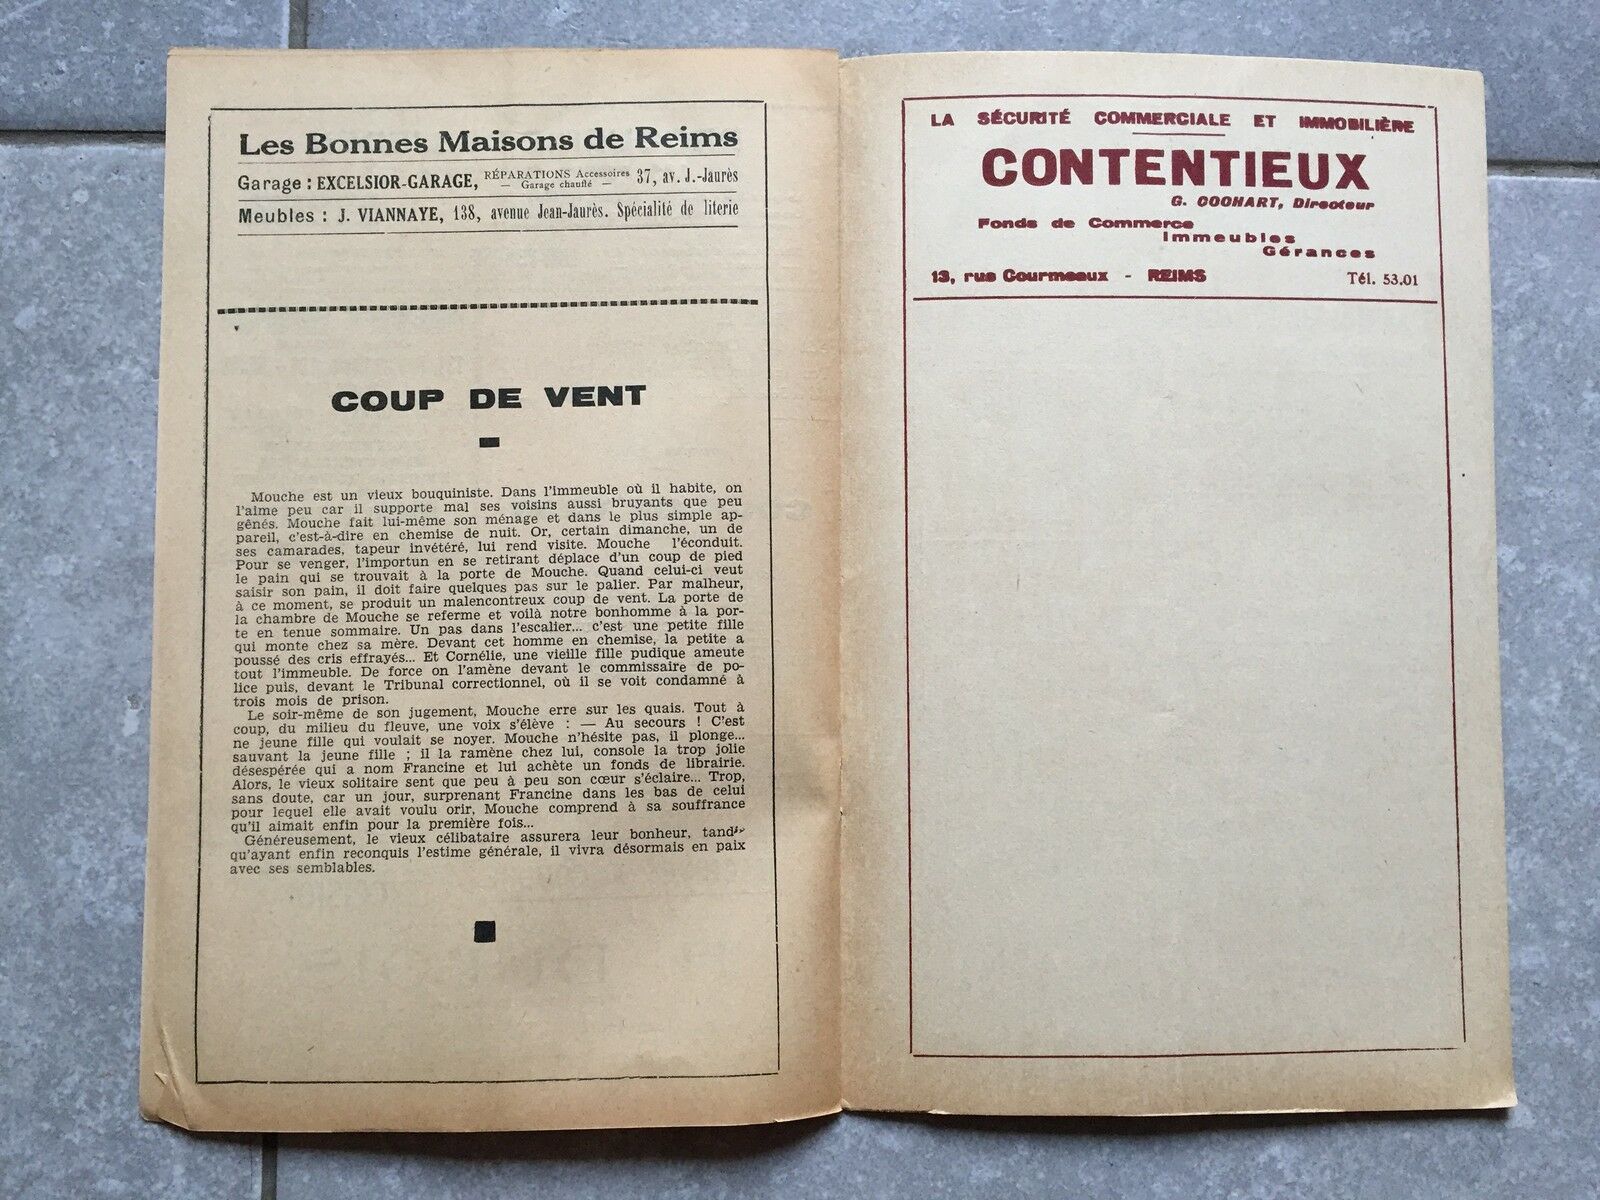 Les Bonnes Maisons de Reims
Garage : EXCELSIOR-GARAGE, RÉPARATIONS Accessoires — Garage chauffé — 37, av. J.-Jaurès
Meubles : J. VIANNAYE, 138, avenue Jean-Jaurès. Spécialité de literie
COUP DE VENT
Mouche est un vieux bouquiniste. Dans l'immeuble où il habite, on
l'aime peu car il supporte mal ses voisins aussi bruyants que peu
gênés. Mouche fait lui-même son ménage et dans le plus simple ap-
pareil, c'est-à-dire en chemise de nuit. Or, certain dimanche, un de
ses camarades, tapeur invétéré, lui rend visite. Mouche l'éconduit.
Pour se venger, l'importun en se retirant déplace d'un coup de pied
le pain qui se trouvait à la porte de Mouche. Quand celui-ci veut
saisir son pain, il doit faire quelques pas sur le palier. Par malheur,
à ce moment, se produit un malencontreux coup de vent. La porte de
la chambre de Mouche se referme et voilà notre bonhomme à la por-
te en tenue sommaire. Un pas dans l'escalier... c'est une petite fille
qui monte chez sa mère. Devant cet homme en chemise, la petite a
poussé des cris effrayés... Et Cornélie, une vieille fille pudique ameute
tout l'immeuble. De force on l'amène devant le commissaire de po-
lice puis, devant le Tribunal correctionnel, où il se voit condamné à
trois mois de prison.
Le soir-même de son jugement, Mouche erre sur les quais. Tout à
coup, du milieu du fleuve, une voix s'élève : — Au secours ! C'est
ne jeune fille qui voulait se noyer. Mouche n'hésite pas, il plonge...
sauvant la jeune fille ; il la ramène chez lui, console la trop jolie
désespérée qui a nom Francine et lui achète un fonds de librairie.
Alors, le vieux solitaire sent que peu à peu son cœur s'éclaire... Trop,
sans doute, car un jour, surprenant Francine dans les bas de celui
pour lequel elle avait voulu orir, Mouche comprend à sa souffrance
qu'il aimait enfin pour la première fois...
Généreusement, le vieux célibataire assurera leur bonheur, tandis
qu'ayant enfin reconquis l'estime générale, il vivra désormais en paix
avec ses semblables.
LA SÉCURITÉ COMMERCIALE ET IMMOBILIÈRE
CONTENTIEUX
G. COCHART, Directeur
Fonds de Commerce
Immeubles
Gérances
13, rue Courmeaux - REIMS Tél. 53.01